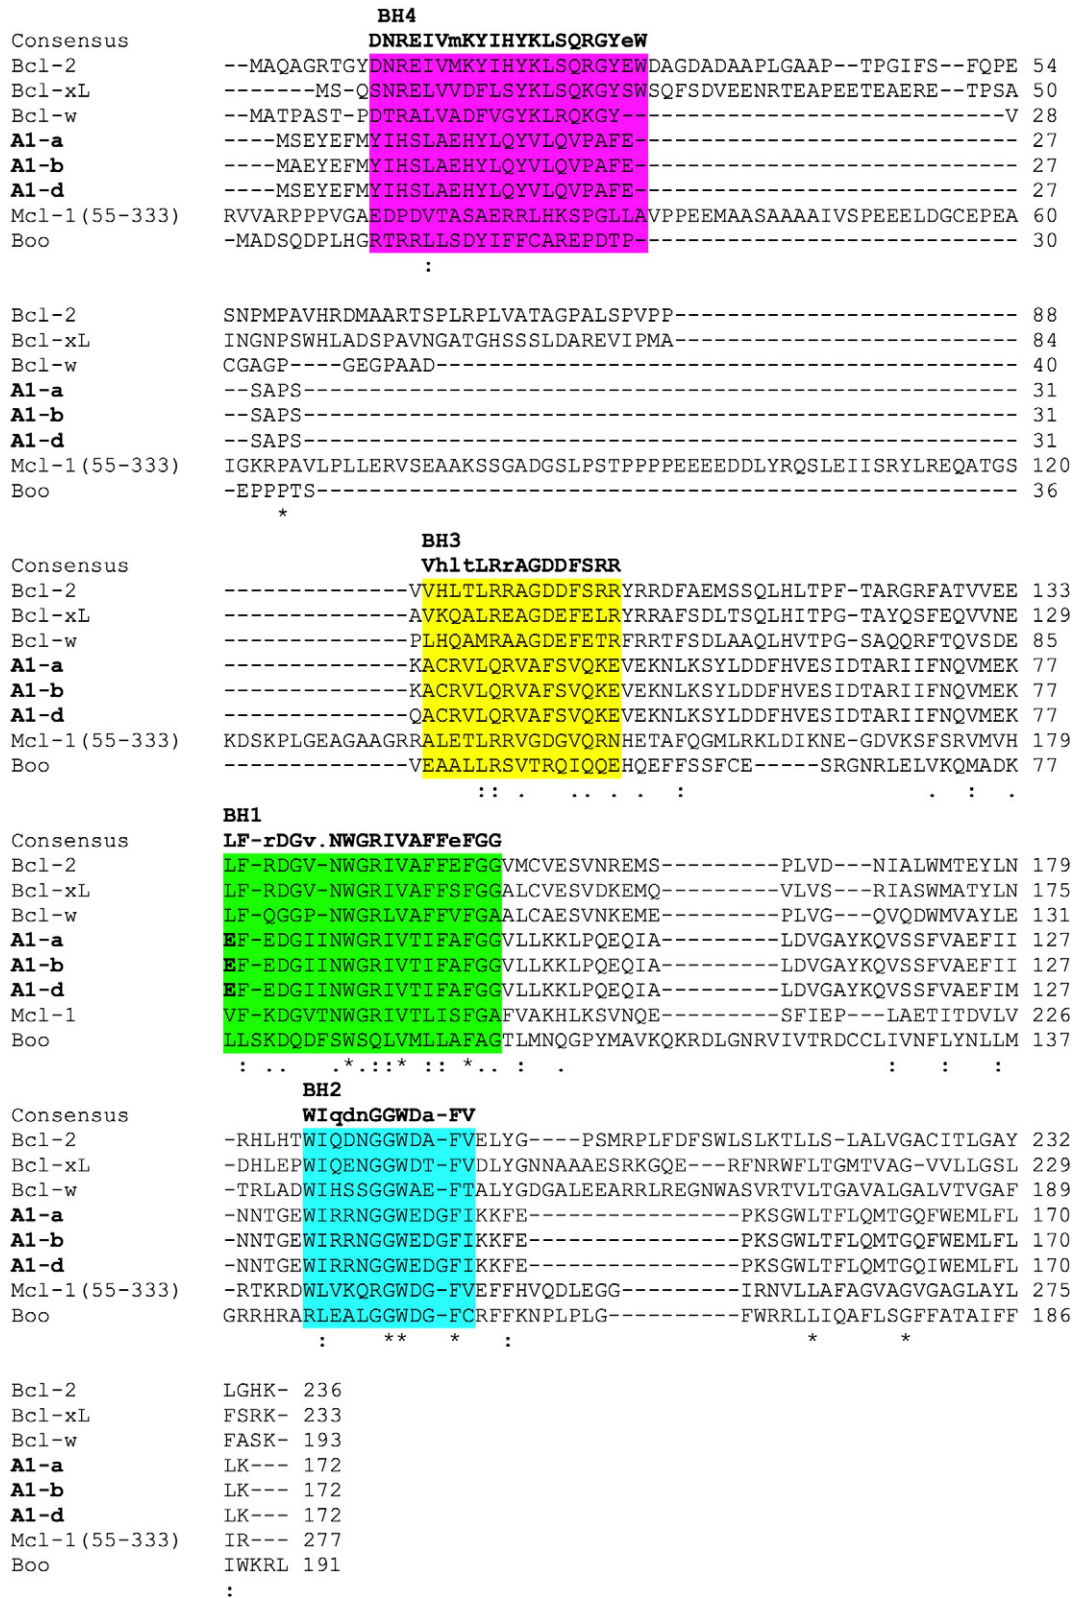 BH4
Consensus DNREIVmKYIHYKLSQRGYeW
Bcl-2 --MAQAGRTGYDNREIVMKYIHYKLSQRGYEWDAGDADAAPLGAAP--TPGIFS--FQPE 54
Bcl-xL -------MS-QSNRELVVDFLSYKLSQKGYSWSQFSDVEENRTEAPEETEAERE--TPSA 50
Bcl-w --MATPAST-PDTRALVADFVGYKLRQKGY-----------------------------V 28
A1-a ----MSEYEFMYIHSLAEHYLQYVLQVPAFE----------------------------- 27
A1-b ----MAEYEFMYIHSLAEHYLQYVLQVPAFE----------------------------- 27
A1-d ----MSEYEFMYIHSLAEHYLQYVLQVPAFE----------------------------- 27
Mcl-1(55-333) RVVARPPPVGAEDPDVTASAERRLHKSPGLLAVPPEEMAASAAAAIVSPEEELDGCEPEA 60
Boo -MADSQDPLHGRTRRLLSDYIFFCAREPDTP----------------------------- 30
:
Bcl-2 SNPMPAVHRDMAARTSPLRPLVATAGPALSPVPP-------------------------- 88
Bcl-xL INGNPSWHLADSPAVNGATGHSSSLDAREVIPMA-------------------------- 84
Bcl-w CGAGP----GEGPAAD-------------------------------------------- 40
A1-a --SAPS------------------------------------------------------ 31
A1-b --SAPS------------------------------------------------------ 31
A1-d --SAPS------------------------------------------------------ 31
Mcl-1(55-333) IGKRPAVLPLLERVSEAAKSSGADGSLPSTPPPPEEEEDDLYRQSLEIISRYLREQATGS 120
Boo -EPPPTS----------------------------------------------------- 36
*
BH3
Consensus VhltLRrAGDDFSRR
Bcl-2 --------------VVHLTLRRAGDDFSRRYRRDFAEMSSQLHLTPF-TARGRFATVVEE 133
Bcl-xL --------------AVKQALREAGDEFELRYRRAFSDLTSQLHITPG-TAYQSFEQVVNE 129
Bcl-w --------------PLHQAMRAAGDEFETRFRRTFSDLAAQLHVTPG-SAQQRFTQVSDE 85
A1-a --------------KACRVLQRVAFSVQKEVEKNLKSYLDDFHVESIDTARIIFNQVMEK 77
A1-b --------------KACRVLQRVAFSVQKEVEKNLKSYLDDFHVESIDTARIIFNQVMEK 77
A1-d --------------QACRVLQRVAFSVQKEVEKNLKSYLDDFHVESIDTARIIFNQVMEK 77
Mcl-1(55-333) KDSKPLGEAGAAGRRALETLRRVGDGVQRNHETAFQGMLRKLDIKNE-GDVKSFSRVMVH 179
Boo --------------VEAALLRSVTRQIQQEHQEFFSSFCE-----SRGNRLELVKQMADK 77
:: . .. . . : . : .
BH1
Consensus LF-rDGv.NWGRIVAFFeFGG
Bcl-2 LF-RDGV-NWGRIVAFFEFGGVMCVESVNREMS---------PLVD---NIALWMTEYLN 179
Bcl-xL LF-RDGV-NWGRIVAFFSFGGALCVESVDKEMQ---------VLVS---RIASWMATYLN 175
Bcl-w LF-QGGP-NWGRLVAFFVFGAALCAESVNKEME---------PLVG---QVQDWMVAYLE 131
A1-a EF-EDGIINWGRIVTIFAFGGVLLKKLPQEQIA---------LDVGAYKQVSSFVAEFII 127
A1-b EF-EDGIINWGRIVTIFAFGGVLLKKLPQEQIA---------LDVGAYKQVSSFVAEFII 127
A1-d EF-EDGIINWGRIVTIFAFGGVLLKKLPQEQIA---------LDVGAYKQVSSFVAEFIM 127
Mcl-1 VF-KDGVTNWGRIVTLISFGAFVAKHLKSVNQE---------SFIEP--LAETITDVLV 226
Boo LLSKDQDFSWSQLVMLLAFAGTLMNQGPYMAVKQKRDLGNRVIVTRDCCLIVNFLYNLLM 137
: .. .*.::* :: *.. : . : : :
BH2
Consensus WIqdnGGWDa-FV
Bcl-2 -RHLHTWIQDNGGWDA-FVELYG----PSMRPLFDFSWLSLKTLLS-LALVGACITLGAY 232
Bcl-xL -DHLEPWIQENGGWDT-FVDLYGNNAAAESRKGQE---RFNRWFLTGMTVAG-VVLLGSL 229
Bcl-w -TRLADWIHSSGGWAE-FTALYGDGALEEARRLREGNWASVRTVLTGAVALGALVTVGAF 189
A1-a -NNTGEWIRRNGGWEDGFIKKFE----------------PKSGWLTFLQMTGQFWEMLFL 170
A1-b -NNTGEWIRRNGGWEDGFIKKFE----------------PKSGWLTFLQMTGQFWEMLFL 170
A1-d -NNTGEWIRRNGGWEDGFIKKFE----------------PKSGWLTFLQMTGQIWEMLFL 170
Mcl-1(55-333) -RTKRDWLVKQRGWDG-FVEFFHVQDLEGG---------IRNVLLAFAGVAGVGAGLAYL 275
Boo GRRHRARLEALGGWDG-FCRFFKNPLPLG----------FWRRLLIQAFLSGFFATAIFF 186
: ** * : * *
Bcl-2 LGHK- 236
Bcl-xL FSRK- 233
Bcl-w FASK- 193
A1-a LK--- 172
A1-b LK--- 172
A1-d LK--- 172
Mcl-1(55-333) IR--- 277
Boo IWKRL 191
: